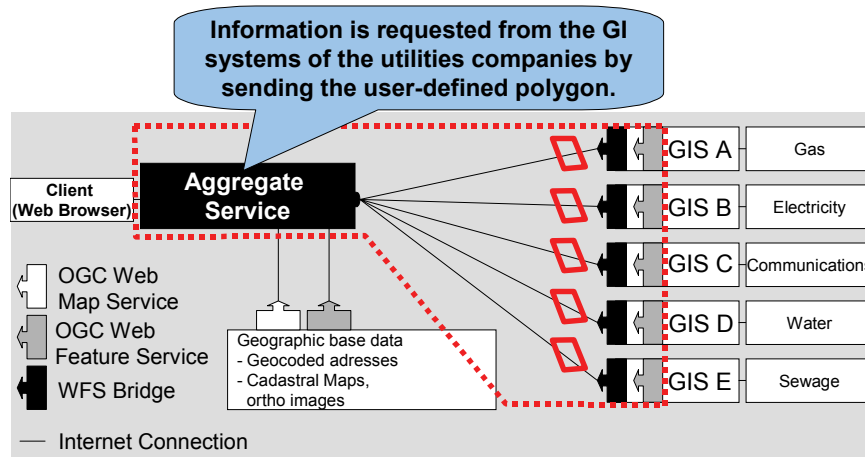 Information is requested from the GI
systems of the utilities companies by
sending the user-defined polygon.
Client
(Web Browser)
Aggregate
Service
GIS A
Gas
GIS B
Electricity
GIS C
Communications
GIS D
Water
GIS E
Sewage
OGC Web
Map Service
OGC Web
Feature Service
WFS Bridge
Internet Connection
Geographic base data
- Geocoded adresses
- Cadastral Maps,
ortho images